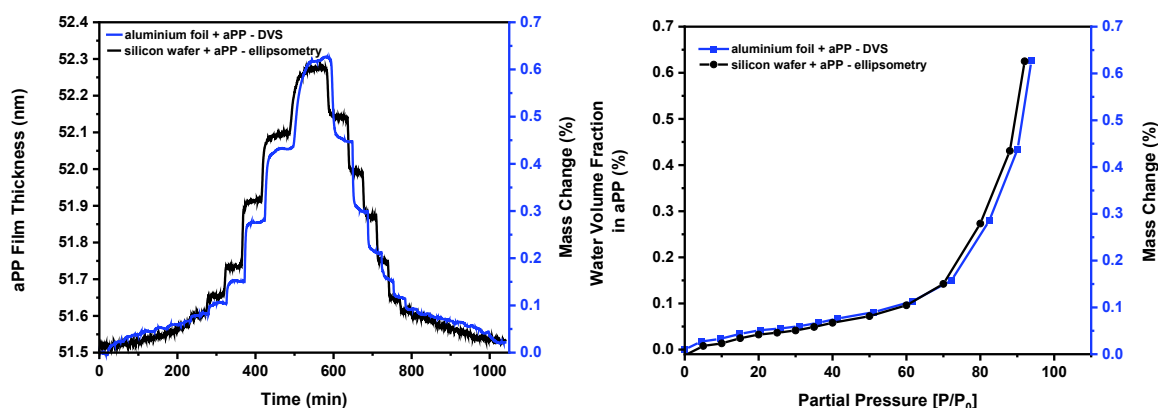 52.4
52.3
52.2
52.1
52.0
51.9
51.8
51.7
51.6
51.5
aPP Film Thickness (nm)
aluminium foil + aPP - DVS
silicon wafer + aPP - ellipsometry
0.7
0.6
0.5
0.4
0.3
0.2
0.1
0.0
Mass Change (%)
0 200 400 600 800 1000
Time (min)
0.7
0.6
0.5
0.4
0.3
0.2
0.1
0.0
Water Volume Fraction
in aPP (%)
aluminium foil + aPP - DVS
silicon wafer + aPP - ellipsometry
0.7
0.6
0.5
0.4
0.3
0.2
0.1
0.0
Mass Change (%)
0 20 40 60 80 100
Partial Pressure [P/P₀]